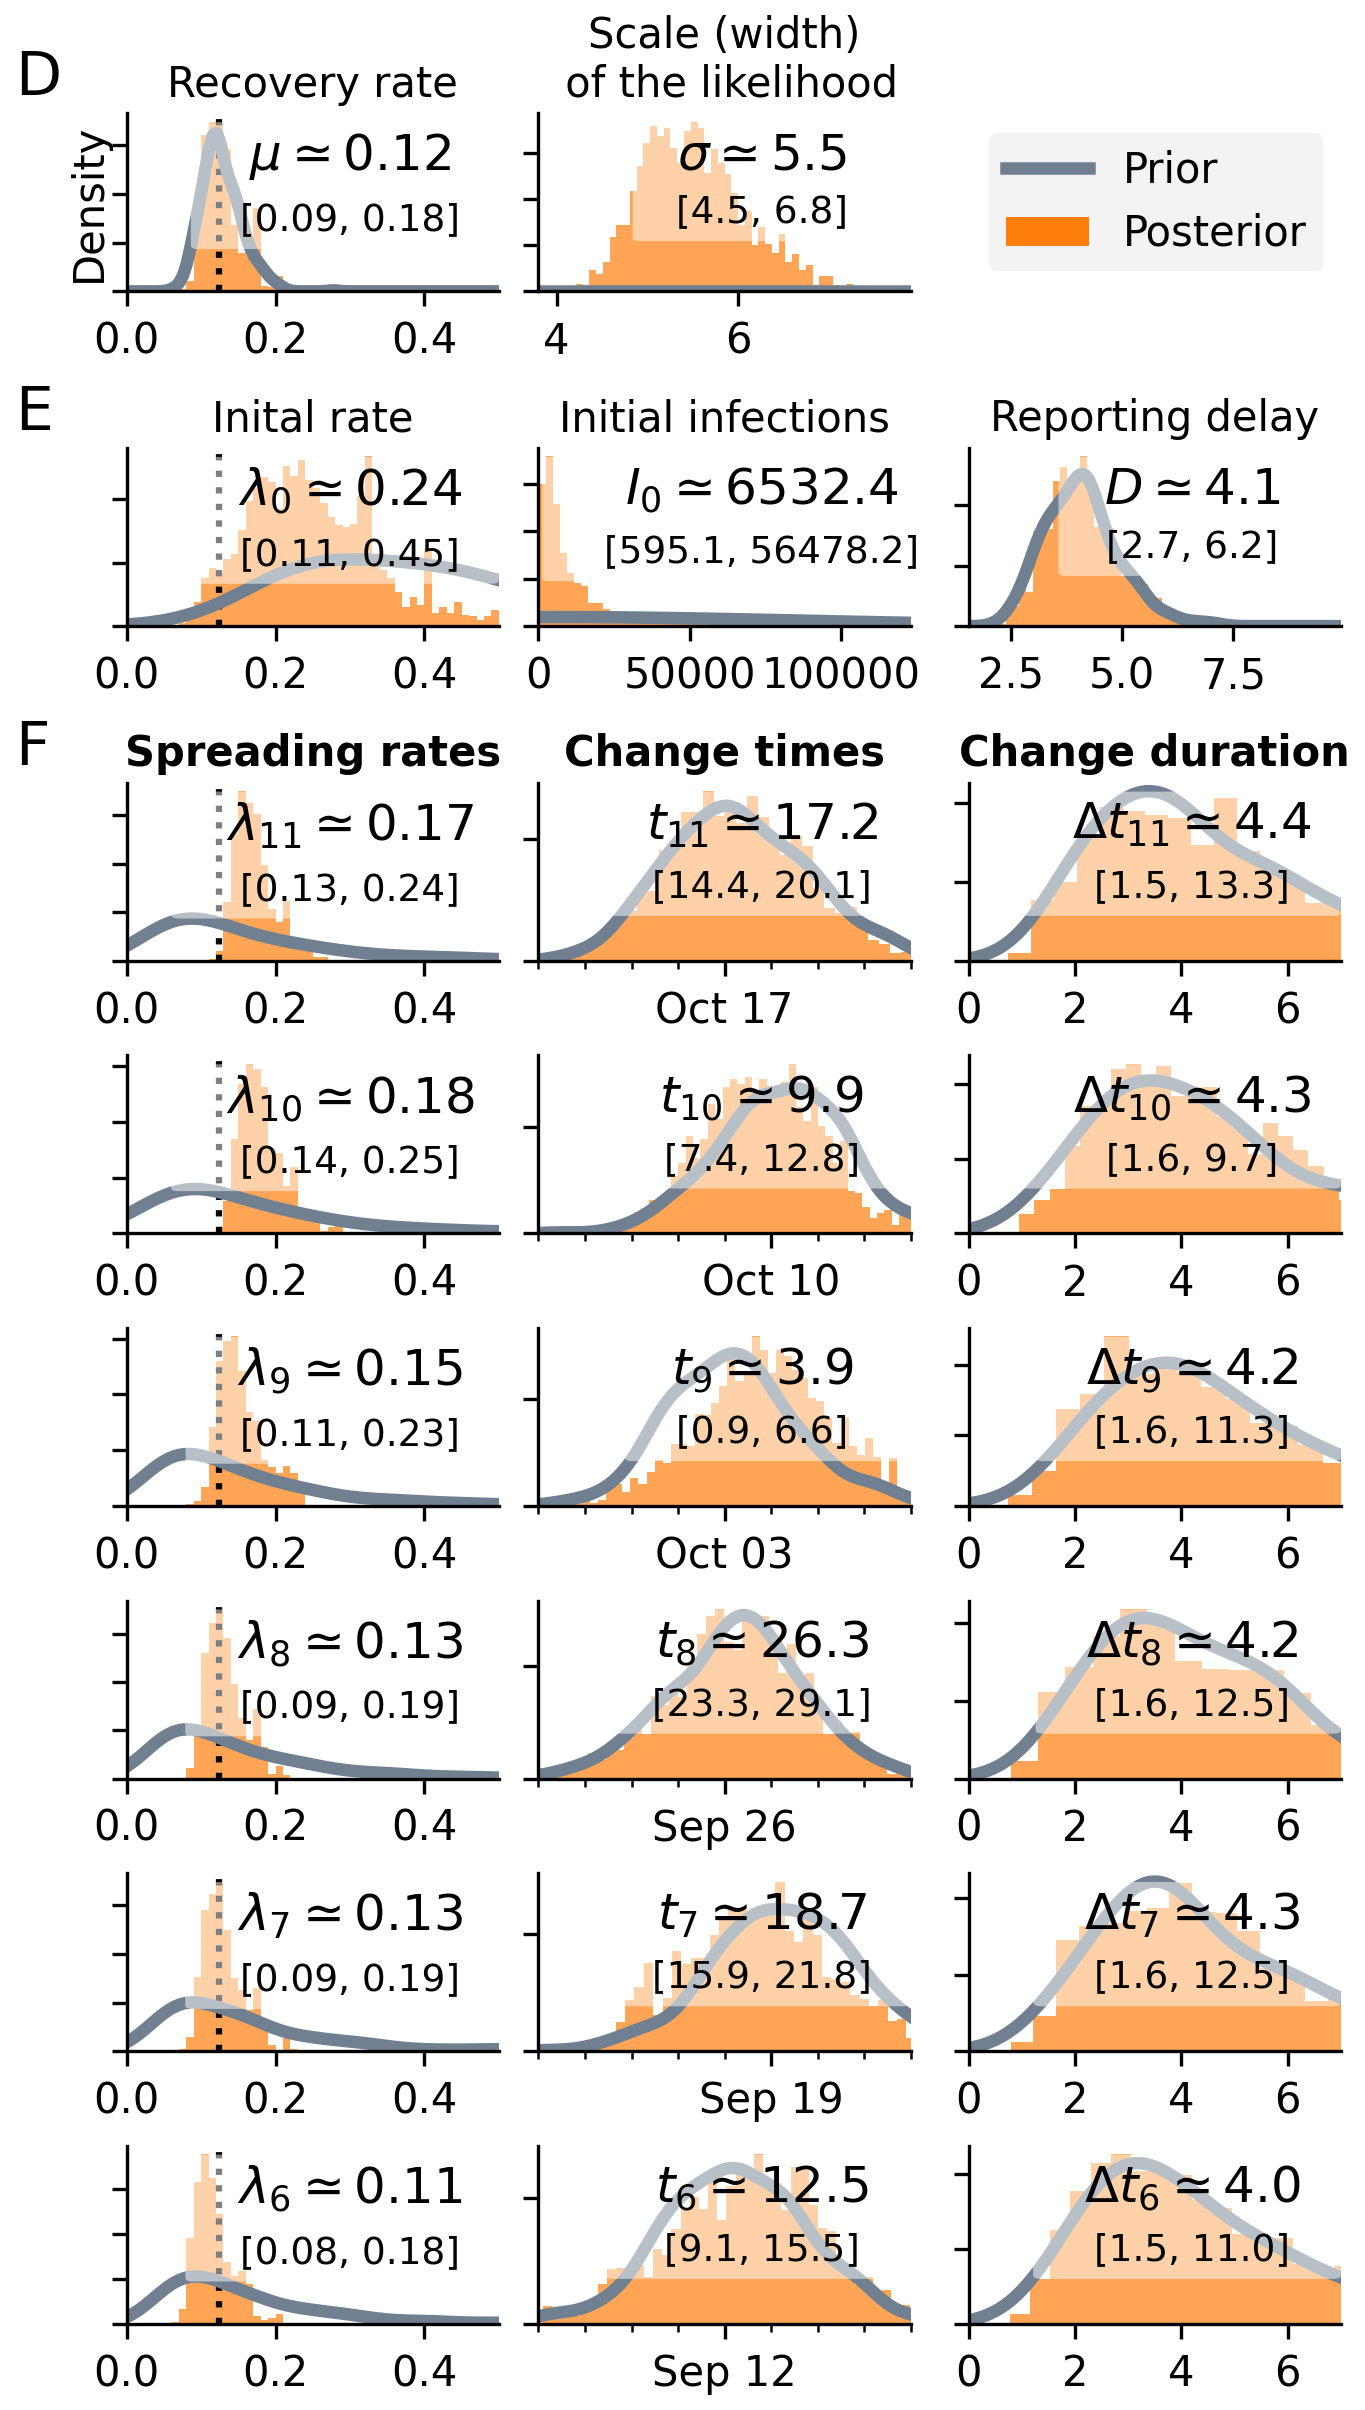 D
Recovery rate
Scale (width)
of the likelihood
Density
μ ≃ 0.12
[0.09, 0.18]
0.0 0.2 0.4
σ ≃ 5.5
[4.5, 6.8]
4 6
Prior
Posterior
E
Inital rate
Initial infections
Reporting delay
λ0 ≃ 0.24
[0.11, 0.45]
0.0 0.2 0.4
I0 ≃ 6532.4
[595.1, 56478.2]
0 50000 100000
D ≃ 4.1
[2.7, 6.2]
2.5 5.0 7.5
F
Spreading rates
Change times
Change duration
λ11 ≃ 0.17
[0.13, 0.24]
0.0 0.2 0.4
t11 ≃ 17.2
[14.4, 20.1]
Oct 17
Δt11 ≃ 4.4
[1.5, 13.3]
0 2 4 6
λ10 ≃ 0.18
[0.14, 0.25]
0.0 0.2 0.4
t10 ≃ 9.9
[7.4, 12.8]
Oct 10
Δt10 ≃ 4.3
[1.6, 9.7]
0 2 4 6
λ9 ≃ 0.15
[0.11, 0.23]
0.0 0.2 0.4
t9 ≃ 3.9
[0.9, 6.6]
Oct 03
Δt9 ≃ 4.2
[1.6, 11.3]
0 2 4 6
λ8 ≃ 0.13
[0.09, 0.19]
0.0 0.2 0.4
t8 ≃ 26.3
[23.3, 29.1]
Sep 26
Δt8 ≃ 4.2
[1.6, 12.5]
0 2 4 6
λ7 ≃ 0.13
[0.09, 0.19]
0.0 0.2 0.4
t7 ≃ 18.7
[15.9, 21.8]
Sep 19
Δt7 ≃ 4.3
[1.6, 12.5]
0 2 4 6
λ6 ≃ 0.11
[0.08, 0.18]
0.0 0.2 0.4
t6 ≃ 12.5
[9.1, 15.5]
Sep 12
Δt6 ≃ 4.0
[1.5, 11.0]
0 2 4 6